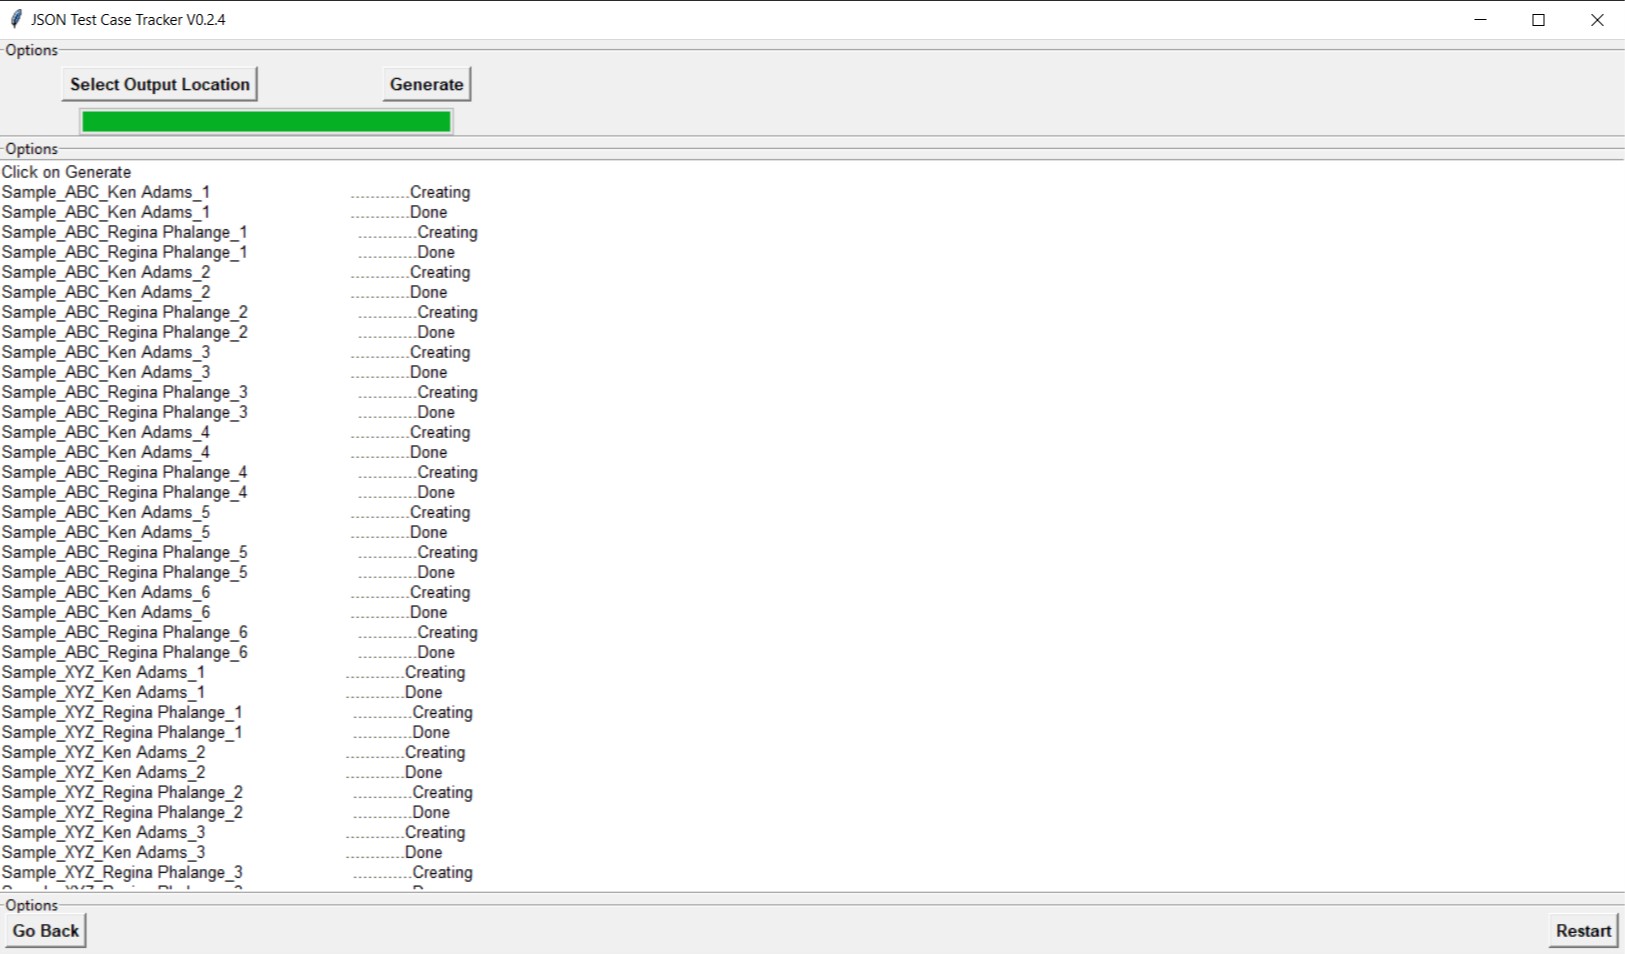 JSON Test Case Tracker V0.2.4
Options
Select Output Location Generate
Options
Click on Generate
Sample_ABC_Ken Adams_1 ............Creating
Sample_ABC_Ken Adams_1 ............Done
Sample_ABC_Regina Phalange_1 ............Creating
Sample_ABC_Regina Phalange_1 ............Done
Sample_ABC_Ken Adams_2 ............Creating
Sample_ABC_Ken Adams_2 ............Done
Sample_ABC_Regina Phalange_2 ............Creating
Sample_ABC_Regina Phalange_2 ............Done
Sample_ABC_Ken Adams_3 ............Creating
Sample_ABC_Ken Adams_3 ............Done
Sample_ABC_Regina Phalange_3 ............Creating
Sample_ABC_Regina Phalange_3 ............Done
Sample_ABC_Ken Adams_4 ............Creating
Sample_ABC_Ken Adams_4 ............Done
Sample_ABC_Regina Phalange_4 ............Creating
Sample_ABC_Regina Phalange_4 ............Done
Sample_ABC_Ken Adams_5 ............Creating
Sample_ABC_Ken Adams_5 ............Done
Sample_ABC_Regina Phalange_5 ............Creating
Sample_ABC_Regina Phalange_5 ............Done
Sample_ABC_Ken Adams_6 ............Creating
Sample_ABC_Ken Adams_6 ............Done
Sample_ABC_Regina Phalange_6 ............Creating
Sample_ABC_Regina Phalange_6 ............Done
Sample_XYZ_Ken Adams_1 ............Creating
Sample_XYZ_Ken Adams_1 ............Done
Sample_XYZ_Regina Phalange_1 ............Creating
Sample_XYZ_Regina Phalange_1 ............Done
Sample_XYZ_Ken Adams_2 ............Creating
Sample_XYZ_Ken Adams_2 ............Done
Sample_XYZ_Regina Phalange_2 ............Creating
Sample_XYZ_Regina Phalange_2 ............Done
Sample_XYZ_Ken Adams_3 ............Creating
Sample_XYZ_Ken Adams_3 ............Done
Sample_XYZ_Regina Phalange_3 ............Creating
Options
Go Back Restart